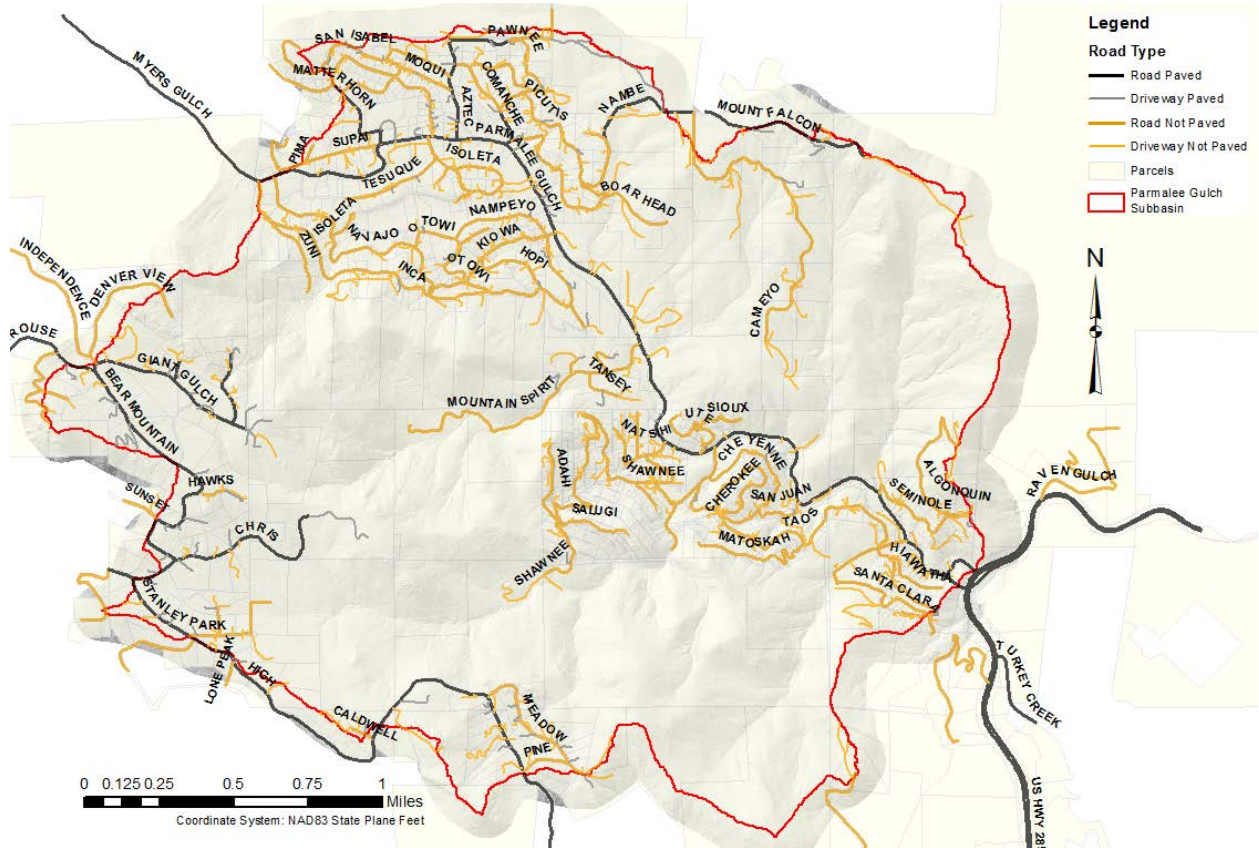 Legend
Road Type
Road Paved
Driveway Paved
Road Not Paved
Driveway Not Paved
Parcels
Parmalee Gulch
Subbasin
N
MYERS GULCH
SAN ISABEL
PAWNEE
MATTERHORN
MOQUI
COMANCHE
PICUTIS
NAMBE
MOUNT FALCON
AZTEC
PIMA
SUPAI
PARMALEE GULCH
ISOLETA
TESUQUE
BOARHEAD
ISOLETA
ZUNI
NAVAJO
OTOWI
NAMPEYO
KIOWA
INCA
OTOWI
HOPI
CAMEYO
INDEPENDENCE
DENVER VIEW
ROUSE
GIANT GULCH
BEAR MOUNTAIN
MOUNTAIN SPIRIT
TANSEY
UTE
SIOUX
NATSIHI
CHEYENNE
SHAWNEE
ADAHI
CHEROKEE
SAN JUAN
SALUGI
TAOS
MATOSKAH
SHAWNEE
ALGONQUIN
SEMINOLE
RAVEN GULCH
HIAWATHA
SANTA CLARA
HAWKS
SUNSET
CHRIS
STANLEY PARK
LONE PEAK
HIGH
CALDWELL
MEADOW
PINE
TURKEY CREEK
US HWY 285
0 0.125 0.25 0.5 0.75 1
Miles
Coordinate System: NAD83 State Plane Feet